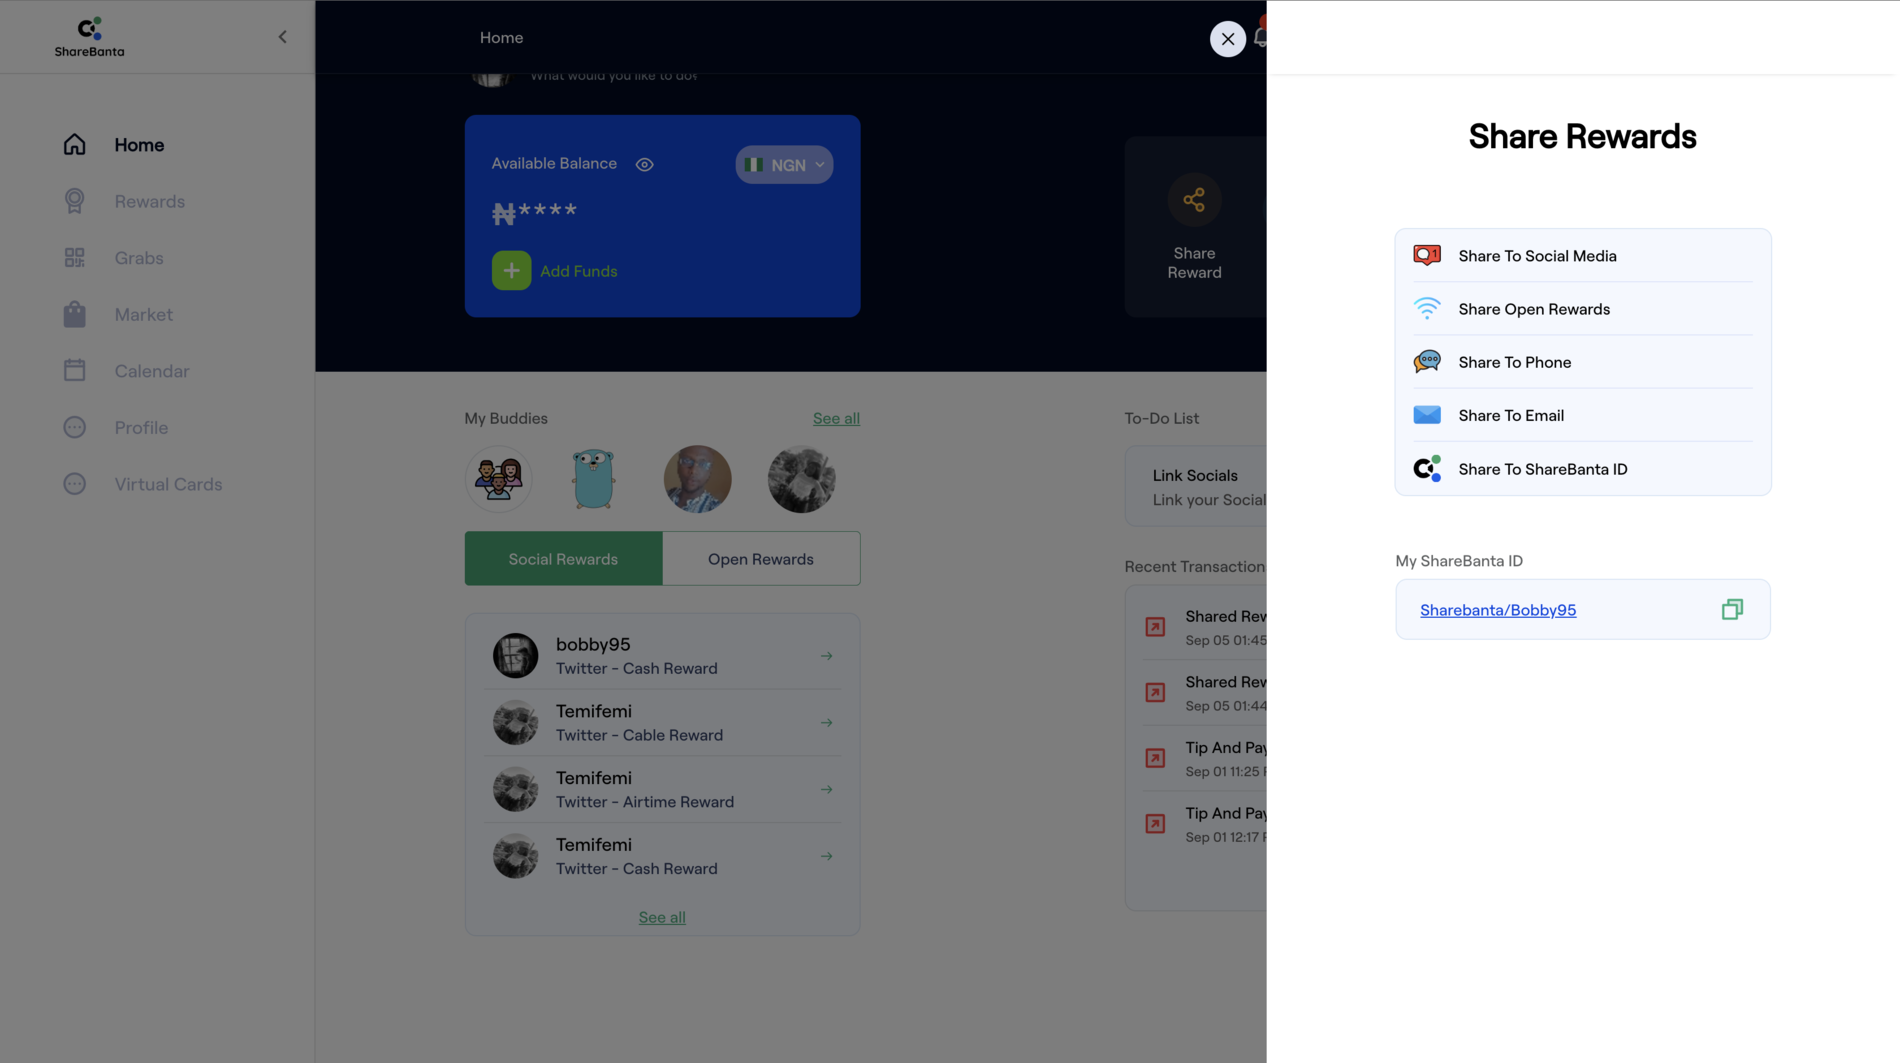 ShareBanta
Home
Rewards
Grabs
Market
Calendar
Profile
Virtual Cards
Home
What would you like to do?
Available Balance
NGN
₦****
Add Funds
Share
Reward
My Buddies
See all
Social Rewards
Open Rewards
bobby95
Twitter - Cash Reward
Temifemi
Twitter - Cable Reward
Temifemi
Twitter - Airtime Reward
Temifemi
Twitter - Cash Reward
See all
To-Do List
Link Socials
Link your Social
Recent Transaction
Shared Rew
Sep 05 01:45
Shared Rew
Sep 05 01:44
Tip And Pay
Sep 01 11:25
Tip And Pay
Sep 01 12:17
Share Rewards
1
Share To Social Media
Share Open Rewards
Share To Phone
Share To Email
Share To ShareBanta ID
My ShareBanta ID
Sharebanta/Bobby95